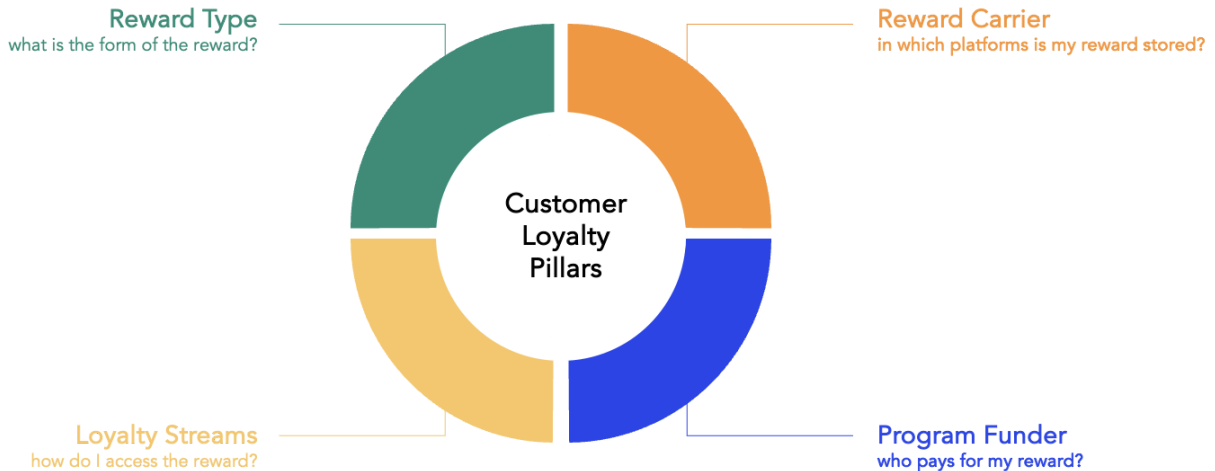 Reward Type
what is the form of the reward?
Reward Carrier
in which platforms is my reward stored?
Customer
Loyalty
Pillars
Loyalty Streams
how do I access the reward?
Program Funder
who pays for my reward?